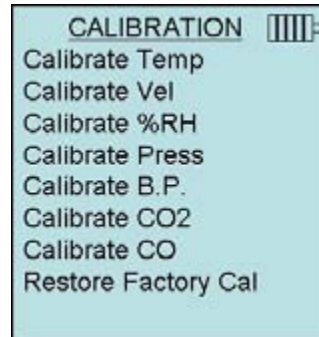 CALIBRATION
Calibrate Temp
Calibrate Vel
Calibrate %RH
Calibrate Press
Calibrate B.P.
Calibrate CO2
Calibrate CO
Restore Factory Cal